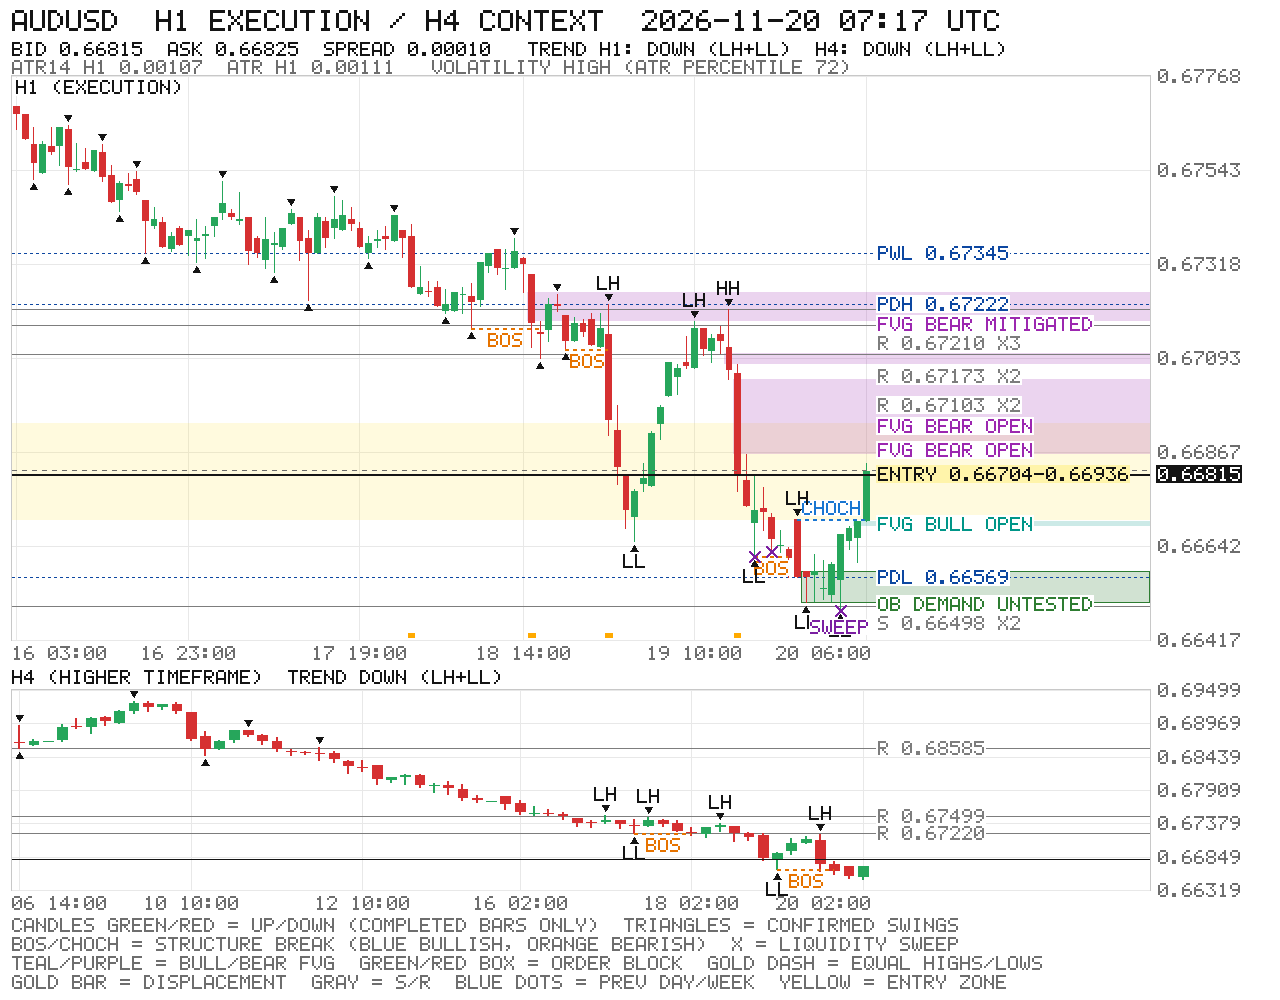 AUDUSD  H1 EXECUTION / H4 CONTEXT  2026-11-20 07:17 UTC
BID 0.66815  ASK 0.66825  SPREAD 0.00010  TREND H1: DOWN (LH+LL)  H4: DOWN (LH+LL)
ATR14 H1 0.00107  ATR H1 0.00111  VOLATILITY HIGH (ATR PERCENTILE 72)
H1 (EXECUTION)
0.67768
0.67543
PWL 0.67345
0.67318
LH
LH
HH
PDH 0.67222
FVG BEAR MITIGATED
BOS
R 0.67210 X3
BOS
0.67093
R 0.67173 X2
R 0.67103 X2
FVG BEAR OPEN
FVG BEAR OPEN
0.66867
ENTRY 0.66704-0.66936
0.66815
LH
CHOCH
FVG BULL OPEN
0.66642
LL
BOS
LL
PDL 0.66569
OB DEMAND UNTESTED
LL
SWEEP
S 0.66498 X2
0.66417
16 03:00  16 23:00  17 19:00  18 14:00  19 10:00  20 06:00
H4 (HIGHER TIMEFRAME)  TREND DOWN (LH+LL)
0.69499
0.68969
R 0.68585
0.68439
0.67909
LH
LH
LH
LH
R 0.67499
0.67379
R 0.67220
BOS
LL
0.66849
BOS
LL
0.66319
06 14:00  10 10:00  16 02:00  18 02:00  20 02:00
CANDLES GREEN/RED = UP/DOWN (COMPLETED BARS ONLY)  TRIANGLES = CONFIRMED SWINGS
BOS/CHOCH = STRUCTURE BREAK (BLUE BULLISH, ORANGE BEARISH)  X = LIQUIDITY SWEEP
TEAL/PURPLE = BULL/BEAR FVG  GREEN/RED BOX = ORDER BLOCK  GOLD DASH = EQUAL HIGHS/LOWS
GOLD BAR = DISPLACEMENT  GRAY = S/R  BLUE DOTS = PREV DAY/WEEK  YELLOW = ENTRY ZONE